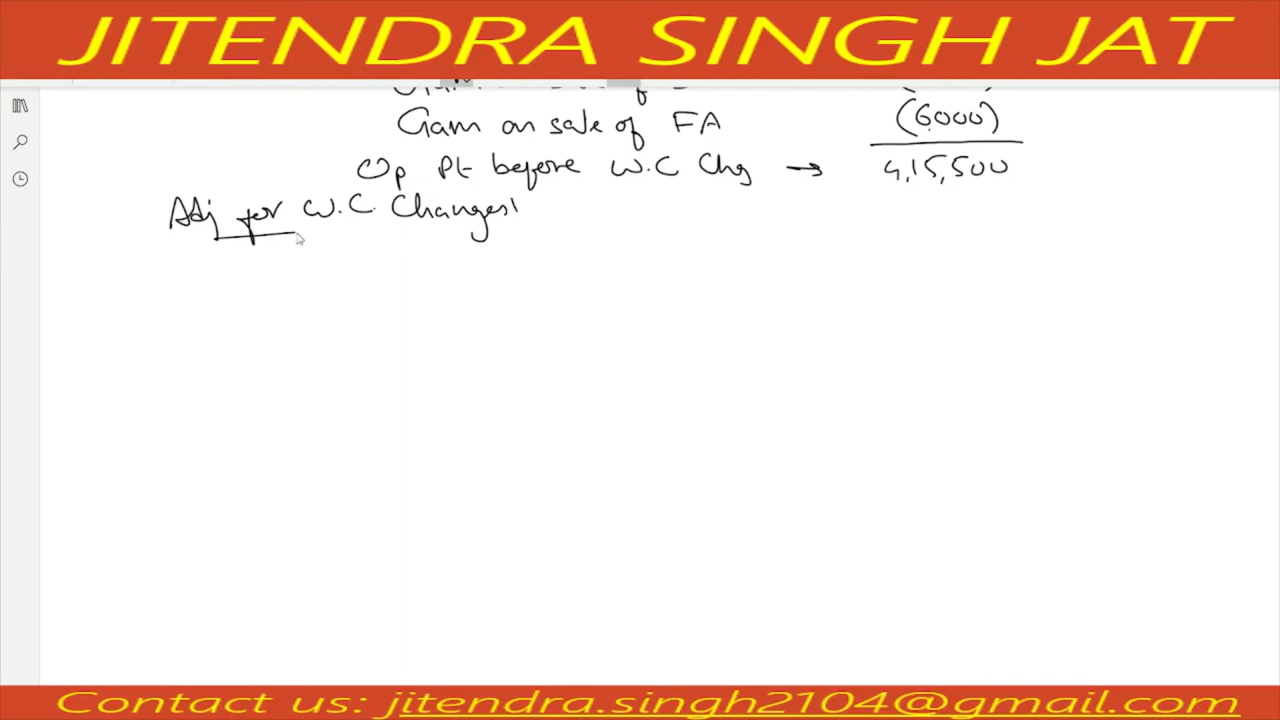 JITENDRA SINGH JAT
Gain on sale of FA (6000)
Op Pt before W.C Chg → 4,15,500
Adj for W.C. Changes
Contact us: jitendra.singh2104@gmail.com